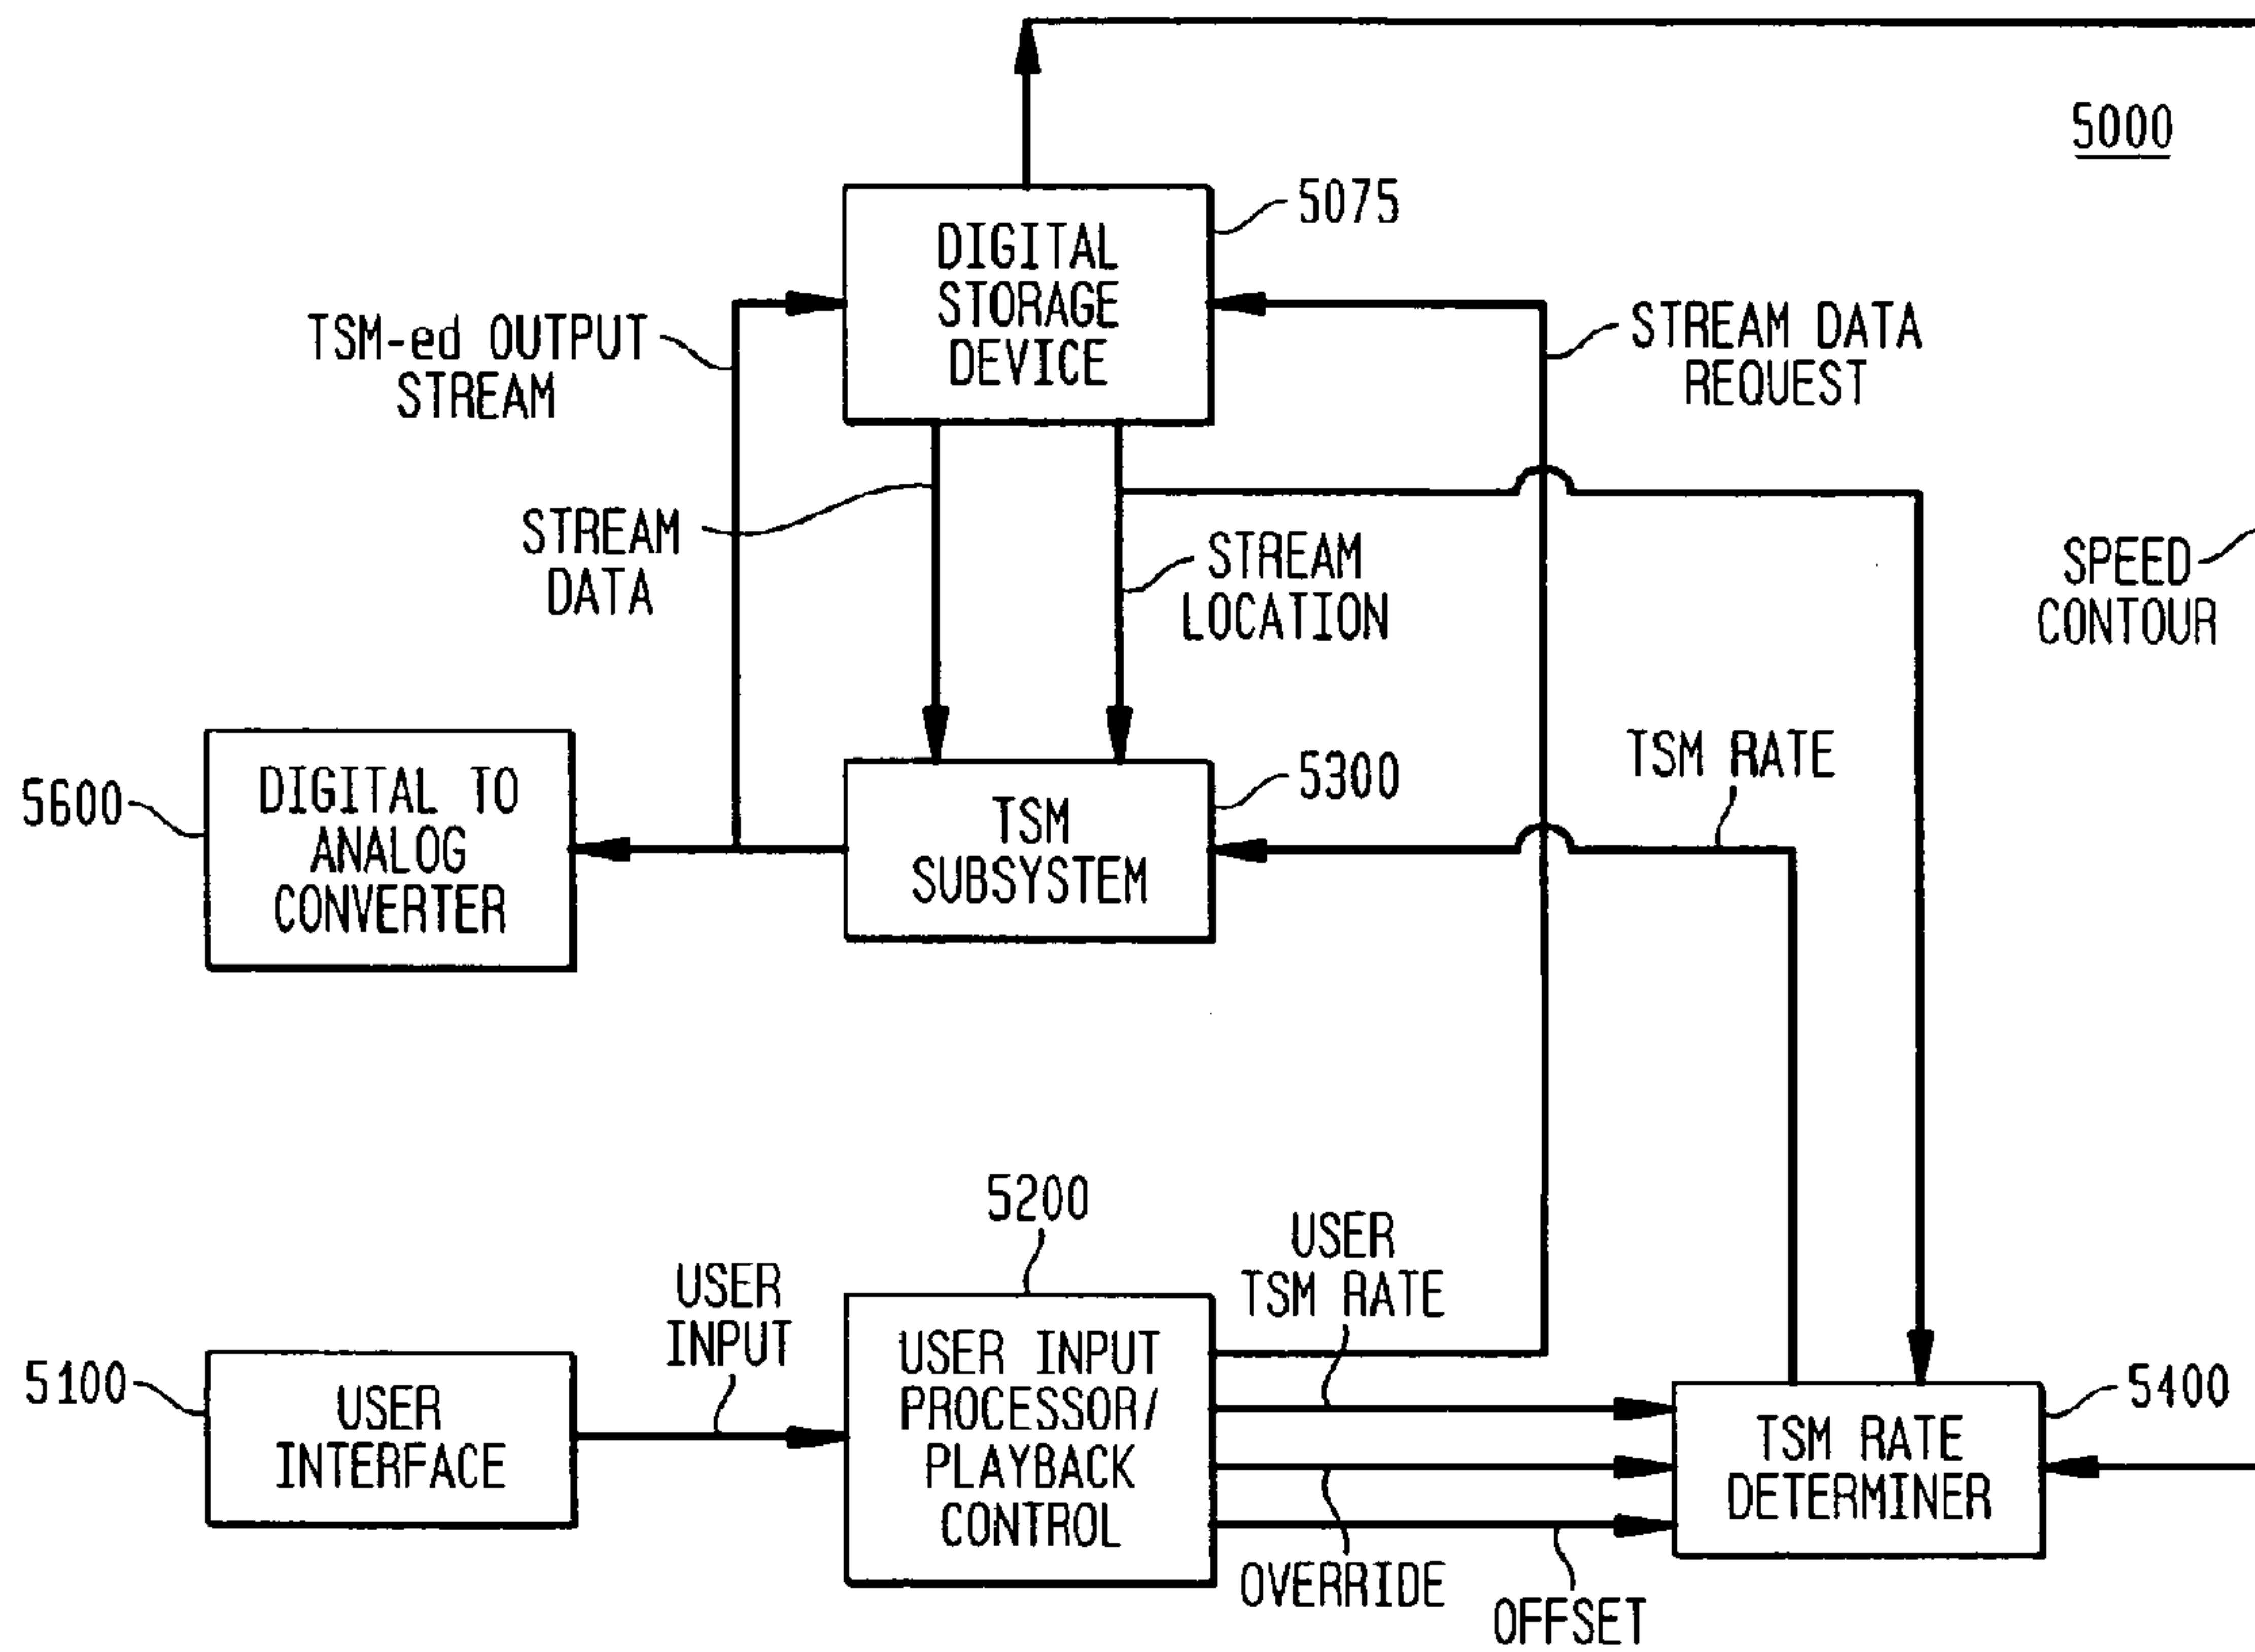 5000
5075
DIGITAL
STORAGE
DEVICE
TSM-ed OUTPUT
STREAM
STREAM DATA
REQUEST
STREAM
DATA
STREAM
LOCATION
SPEED
CONTOUR
TSM RATE
5600
DIGITAL TO
ANALOG
CONVERTER
5300
TSM
SUBSYSTEM
5200
USER
TSM RATE
USER
INPUT
5100
USER
INTERFACE
USER INPUT
PROCESSOR/
PLAYBACK
CONTROL
5400
TSM RATE
DETERMINER
OVERRIDE
OFFSET